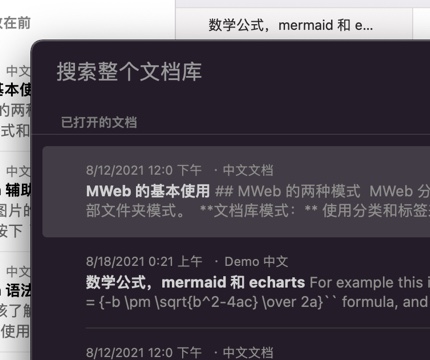 数学公式，mermaid 和 e...
在前
搜索整个文档库
已打开的文档
中文
基本使
的两种
式和
8/12/2021 12:0 下午 · 中文文档
MWeb 的基本使用 ## MWeb 的两种模式 MWeb 分
部文件夹模式。 **文档库模式：** 使用分类和标签
中文
辅助
图片的
按下
8/18/2021 0:21 上午 · Demo 中文
数学公式，mermaid 和 echarts For example this i
= {-b \pm \sqrt{b^2-4ac} \over 2a}`` formula, and
中文
语法
该了解
使用
8/12/2021 12:0 下午 · 中文文档